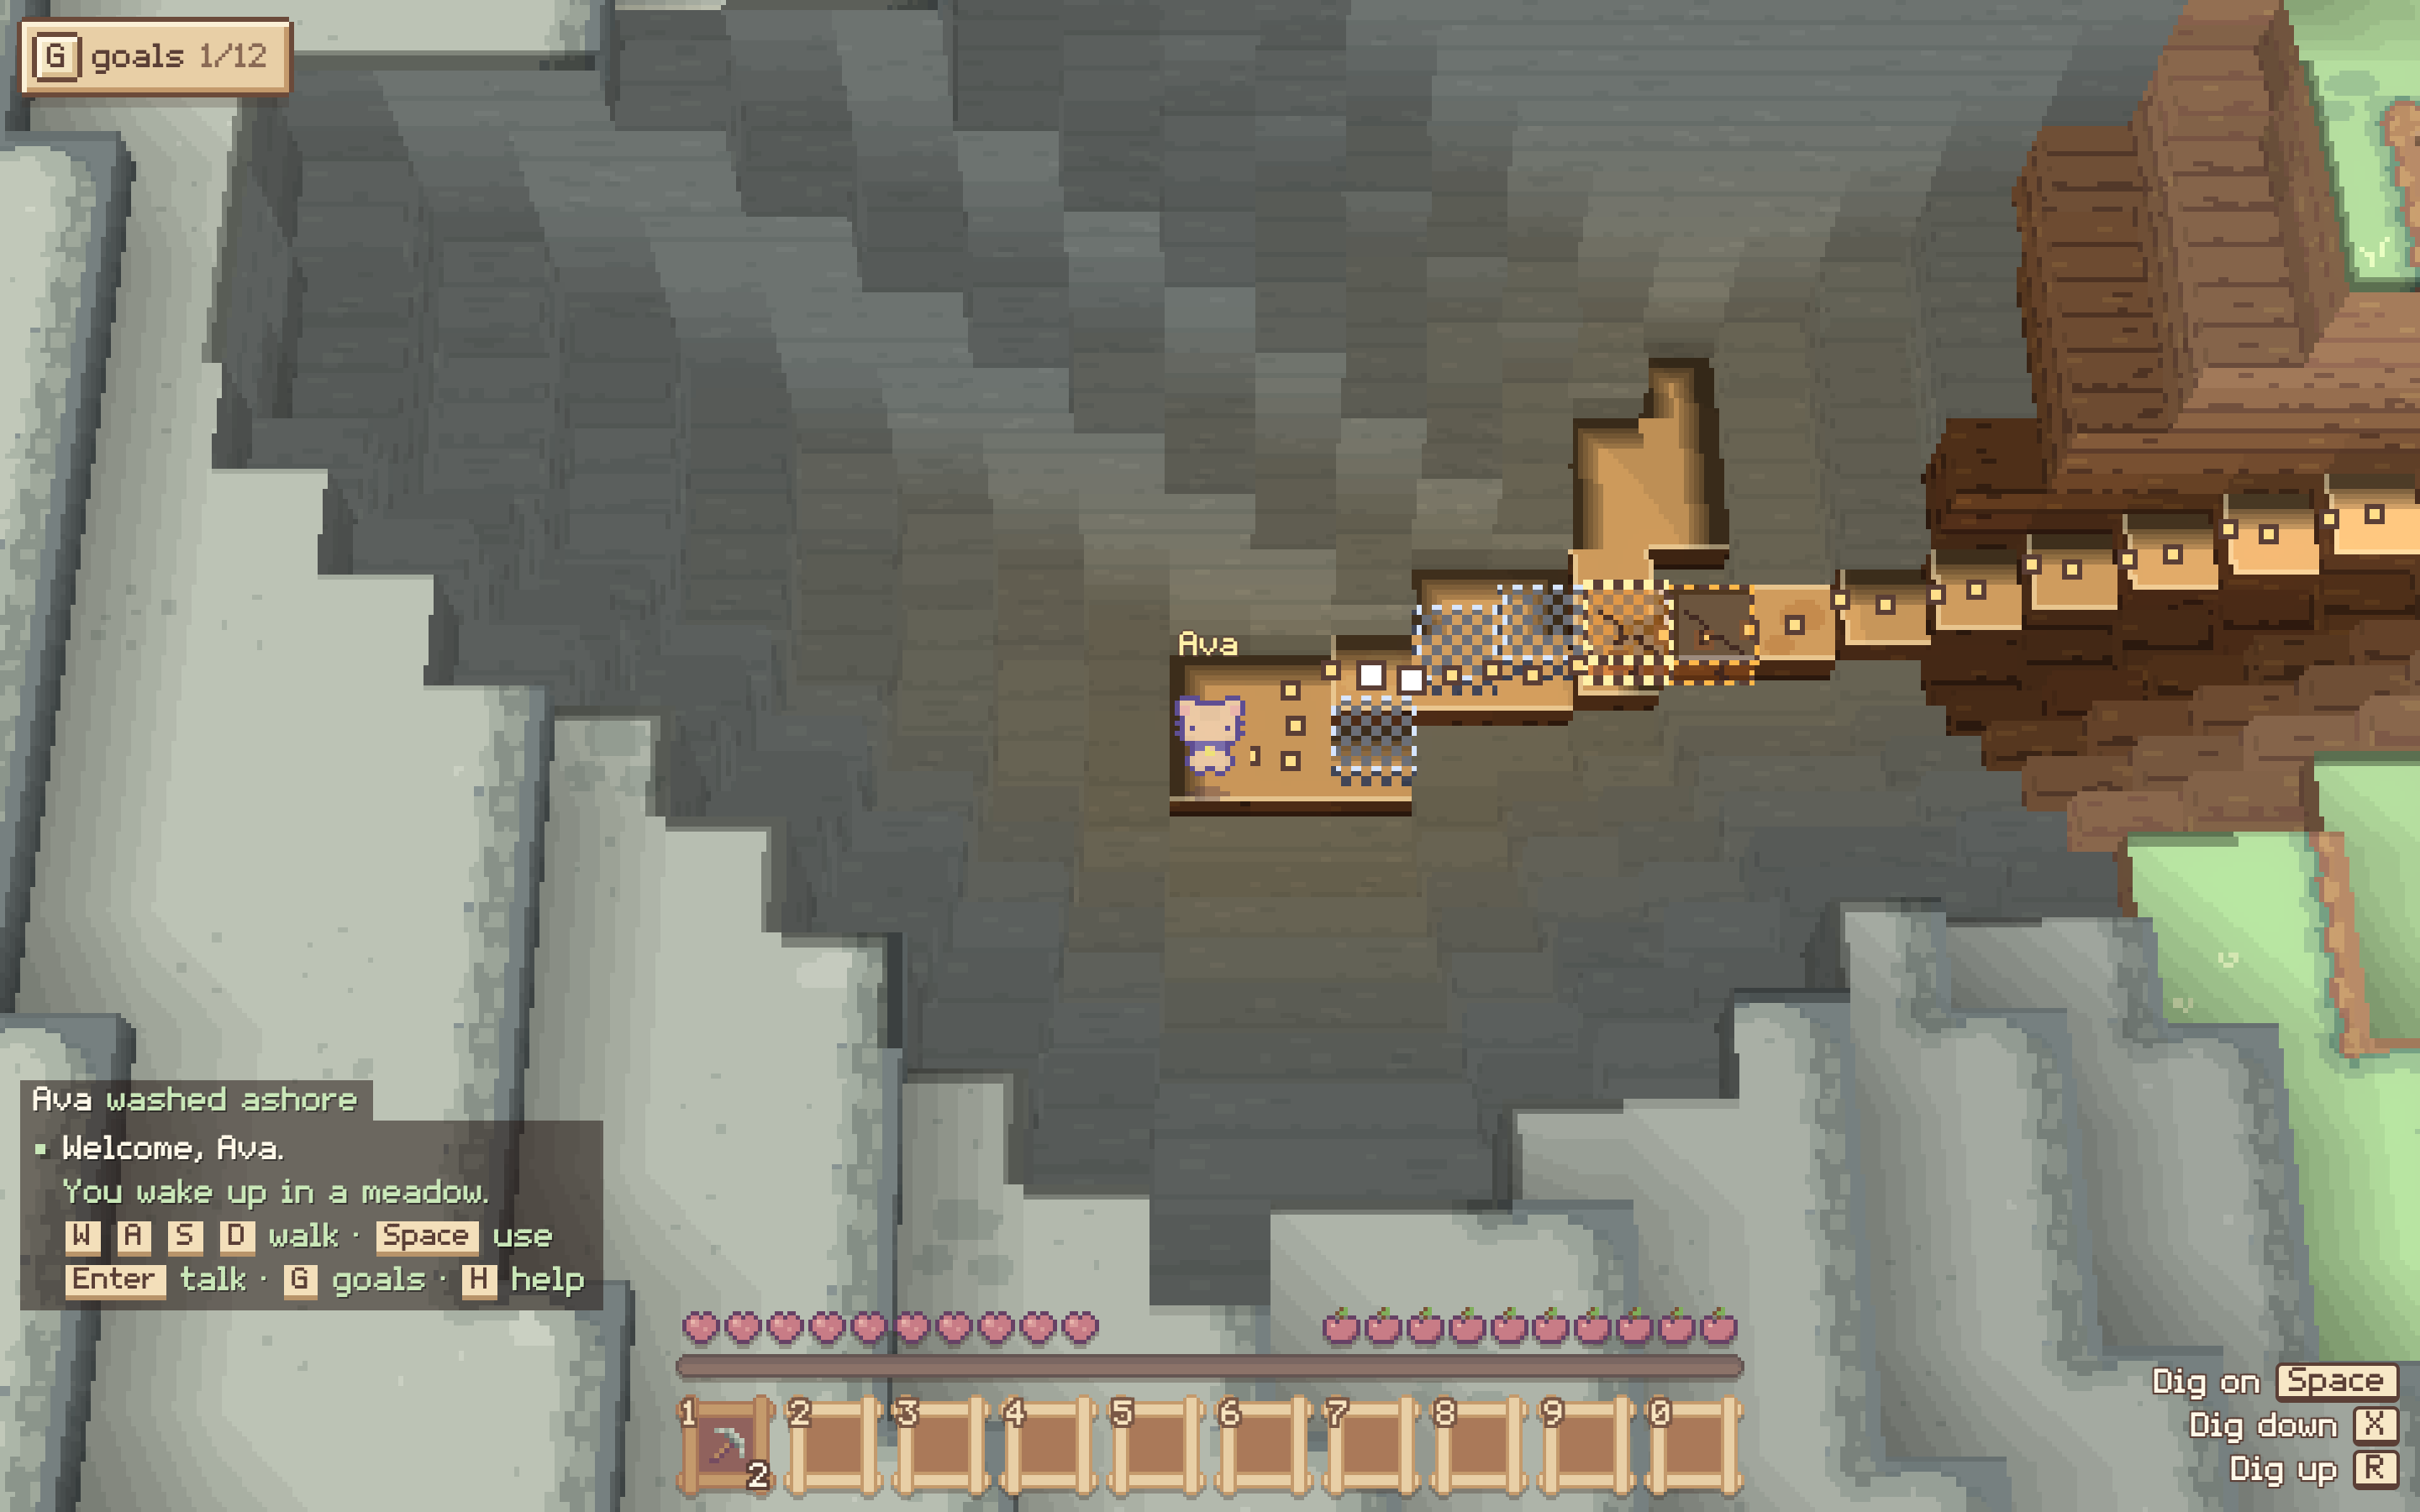 G goals 1/12
Ava
Ava washed ashore
Welcome, Ava.
You wake up in a meadow.
W A S D walk · Space use
Enter talk · G goals · H help
1 2 3 4 5 6 7 8 9 0
2
Dig on Space
Dig down X
Dig up R